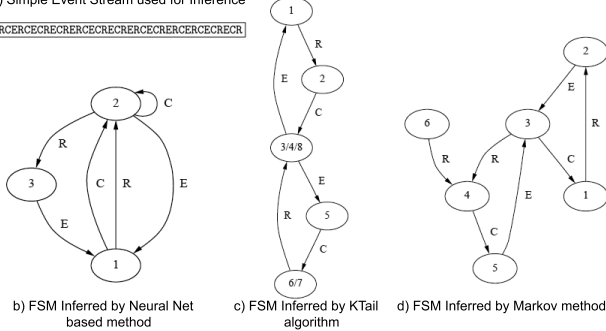 ) Simple Event Stream used for Inference
RCERCECRECRERCECRECRERCECRECRERCERCECRECR
2
C
R
3
C
R
E
E
1
b) FSM Inferred by Neural Net
based method
1
R
E
2
C
3/4/8
E
R
5
C
6/7
c) FSM Inferred by KTail
algorithm
2
E
6
3
R
R
R
C
4
E
1
C
5
d) FSM Inferred by Markov method